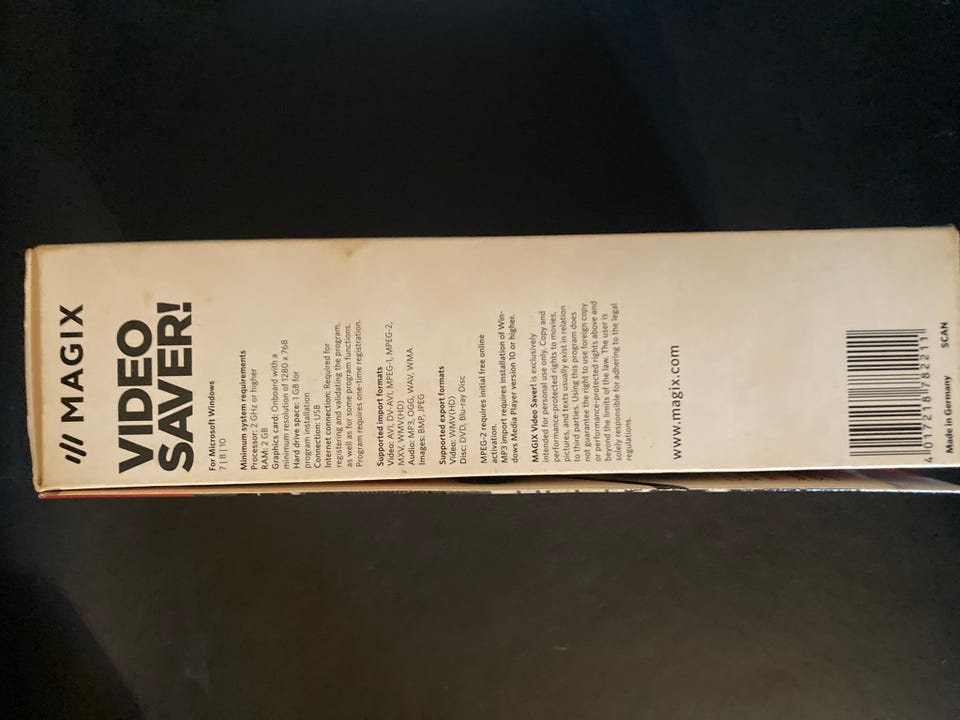 MAGIX
VIDEO
SAVER!
For Microsoft Windows
7 | 8 | 10
Minimum system requirements
Processor: 2 GHz or higher
RAM: 2 GB
Graphics card: Onboard with a
minimum resolution of 1280 x 768
Hard drive space: 1 GB for
program installation
Connection: USB
Internet connection: Required for
registering and validating the program,
as well as for some program functions.
Program requires one-time registration.
Supported import formats
Video: AVI, DV-AVI, MPEG-1, MPEG-2,
MXV, WMV(HD)
Audio: MP3, OGG, WAV, WMA
Images: BMP, JPEG
Supported export formats
Video: WMV(HD)
Disc: DVD, Blu-ray Disc
MPEG-2 requires initial free online
activation.
MP3 import requires installation of Win-
dows Media Player version 10 or higher.
MAGIX Video Saver! is exclusively
intended for personal use only. Copy and
performance-protected rights to movies,
pictures, and texts usually exist in relation
to third parties. Using this program does
not guarantee the right to use foreign copy
or performance-protected rights above and
beyond the limits of the law. The user is
solely responsible for adhering to the legal
regulations.
www.magix.com
4 017218 782211
Made in Germany
SCAN